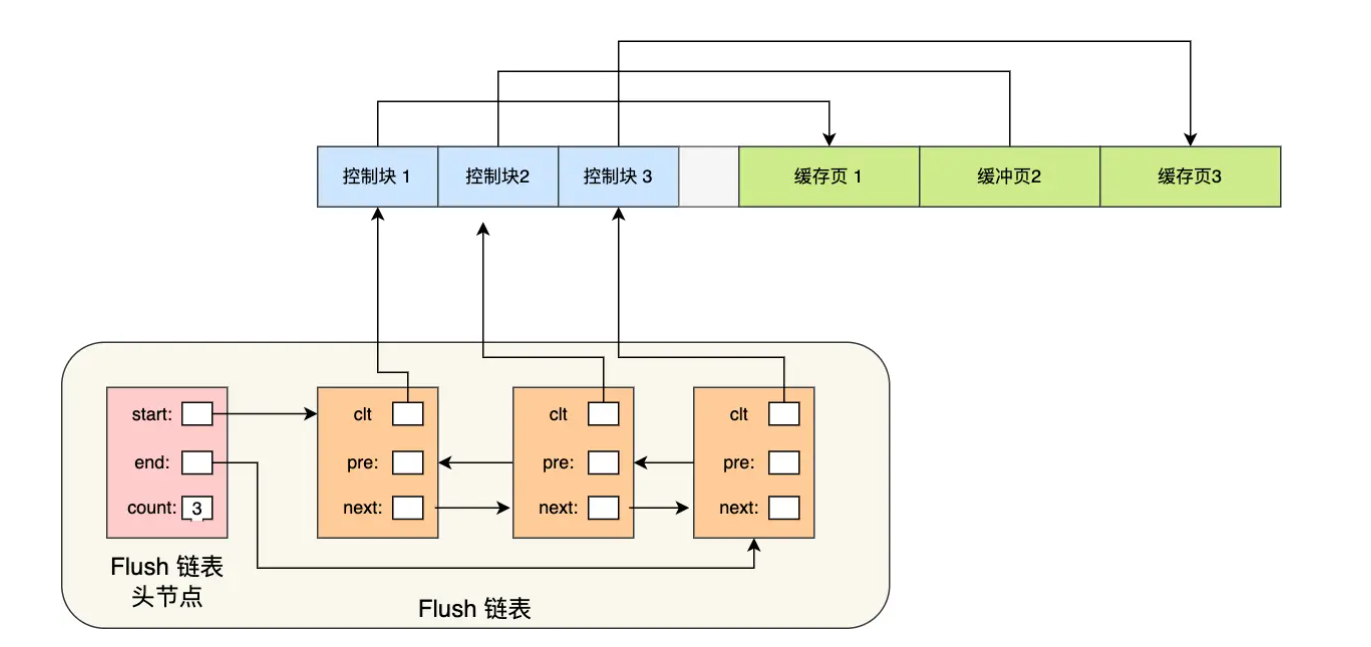 控制块 1
控制块2
控制块 3
缓存页 1
缓冲页2
缓存页3
start:
end:
count: 3
clt
pre:
next:
clt
pre:
next:
clt
pre:
next:
Flush 链表
头节点
Flush 链表